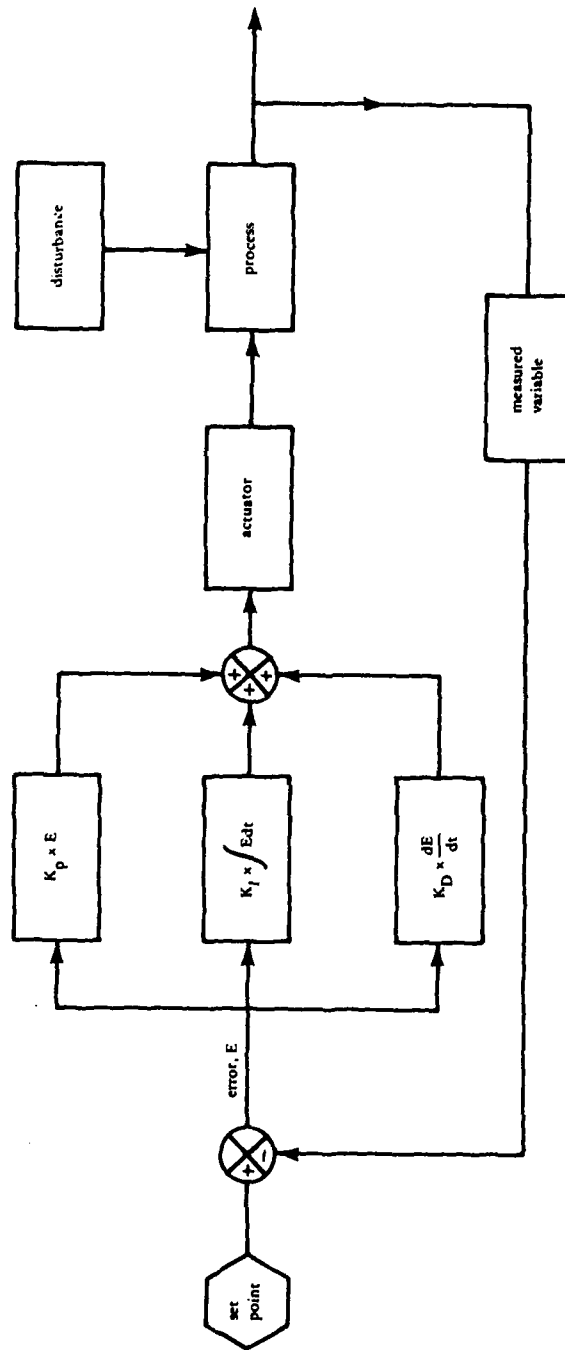 set
point
+
−
error, E
K_p × E
K_I × ∫Edt
K_D × dE
dt
+
+
+
actuator
disturbance
process
measured
variable